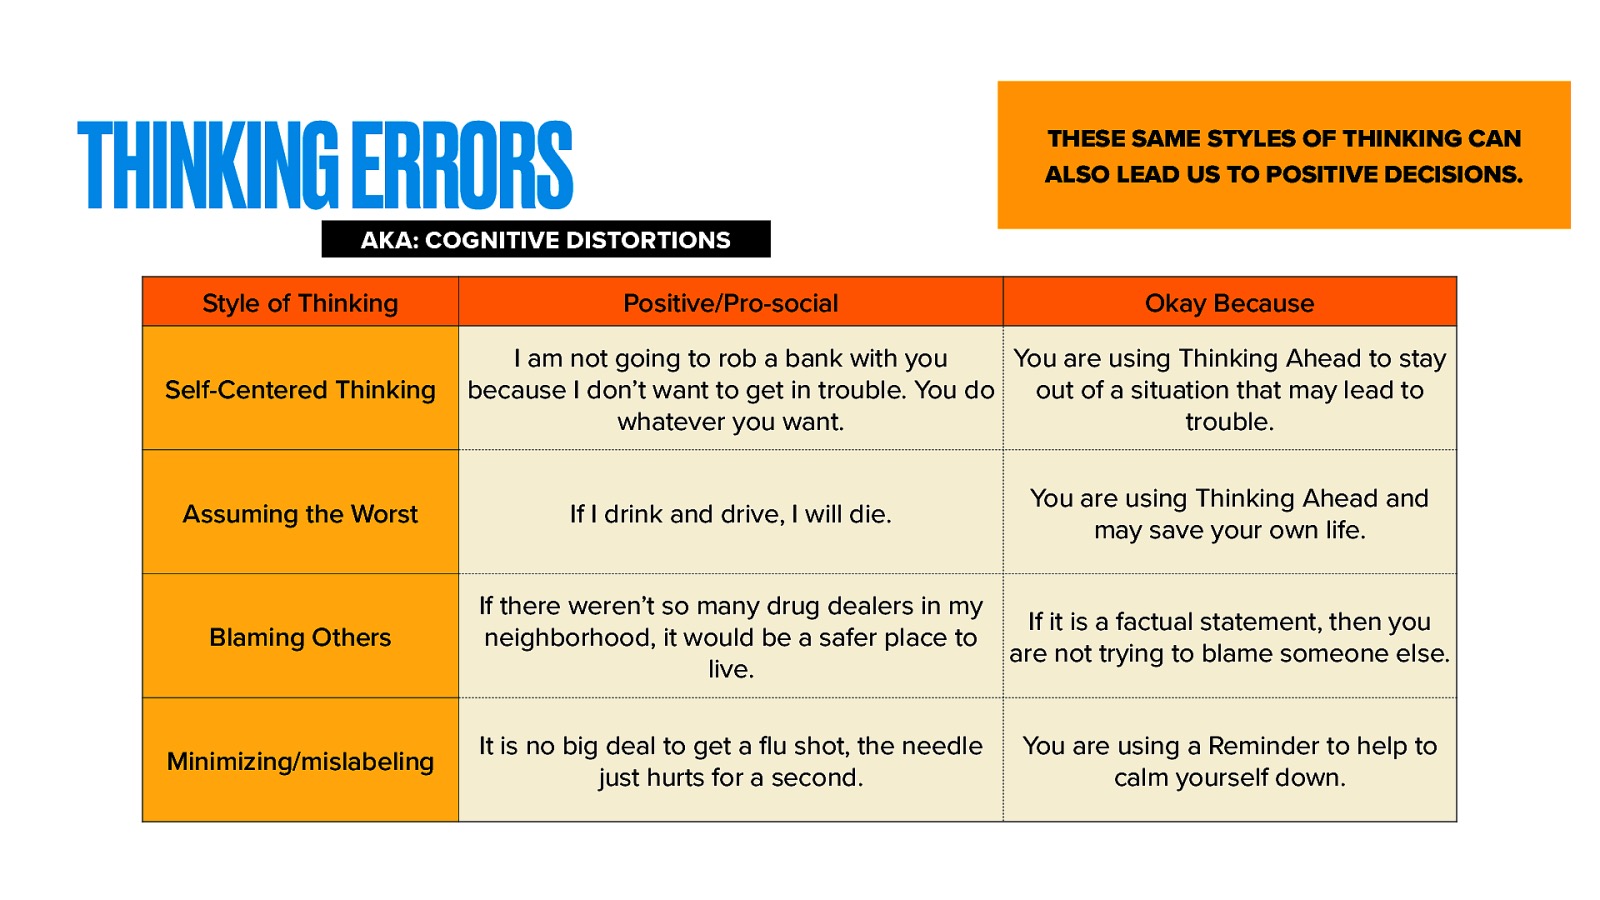 THINKING ERRORS
AKA: COGNITIVE DISTORTIONS
THESE SAME STYLES OF THINKING CAN
ALSO LEAD US TO POSITIVE DECISIONS.
Style of Thinking
Positive/Pro-social
Okay Because
Self-Centered Thinking
I am not going to rob a bank with you
because I don’t want to get in trouble. You do
whatever you want.
You are using Thinking Ahead to stay
out of a situation that may lead to
trouble.
Assuming the Worst
If I drink and drive, I will die.
You are using Thinking Ahead and
may save your own life.
Blaming Others
If there weren’t so many drug dealers in my
neighborhood, it would be a safer place to
live.
If it is a factual statement, then you
are not trying to blame someone else.
Minimizing/mislabeling
It is no big deal to get a flu shot, the needle
just hurts for a second.
You are using a Reminder to help to
calm yourself down.